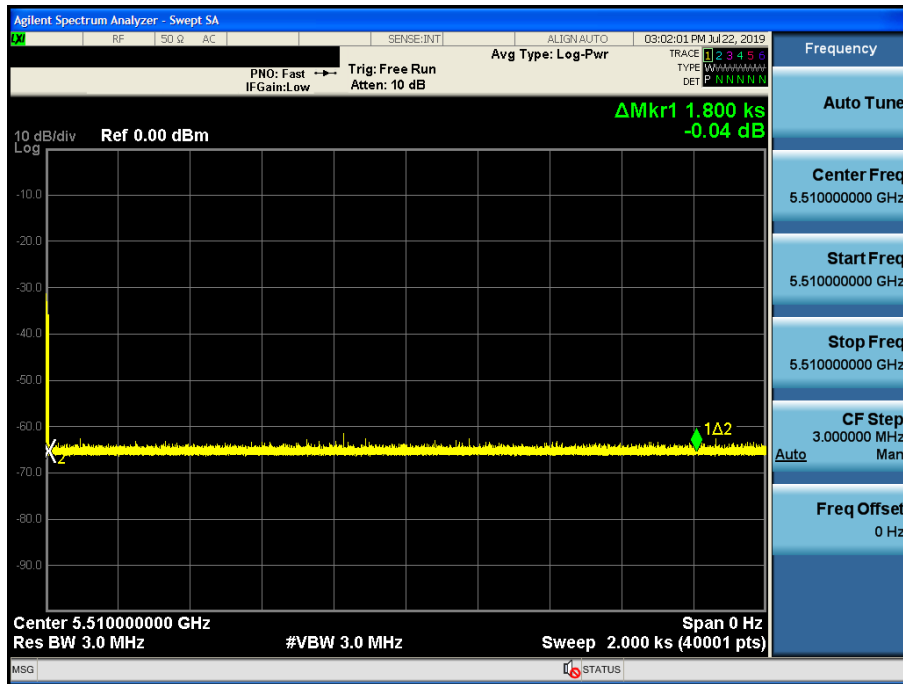 Agilent Spectrum Analyzer - Swept SA
LXI RF 50 Ω AC SENSE:INT ALIGN AUTO 03:02:01 PM Jul 22, 2019
Frequency
PNO: Fast
IFGain:Low
Trig: Free Run
Atten: 10 dB
Avg Type: Log-Pwr
TRACE 1 2 3 4 5 6
TYPE WWWWWW
DET P N N N N N
Auto Tune
ΔMkr1 1.800 ks
-0.04 dB
10 dB/div Ref 0.00 dBm
Log
-10.0
-20.0
-30.0
-40.0
-50.0
-60.0
-70.0
-80.0
-90.0
1Δ2
2
Center Freq
5.510000000 GHz
Start Freq
5.510000000 GHz
Stop Freq
5.510000000 GHz
CF Step
3.000000 MHz
Auto Man
Freq Offset
0 Hz
Center 5.510000000 GHz Span 0 Hz
Res BW 3.0 MHz #VBW 3.0 MHz Sweep 2.000 ks (40001 pts)
MSG STATUS